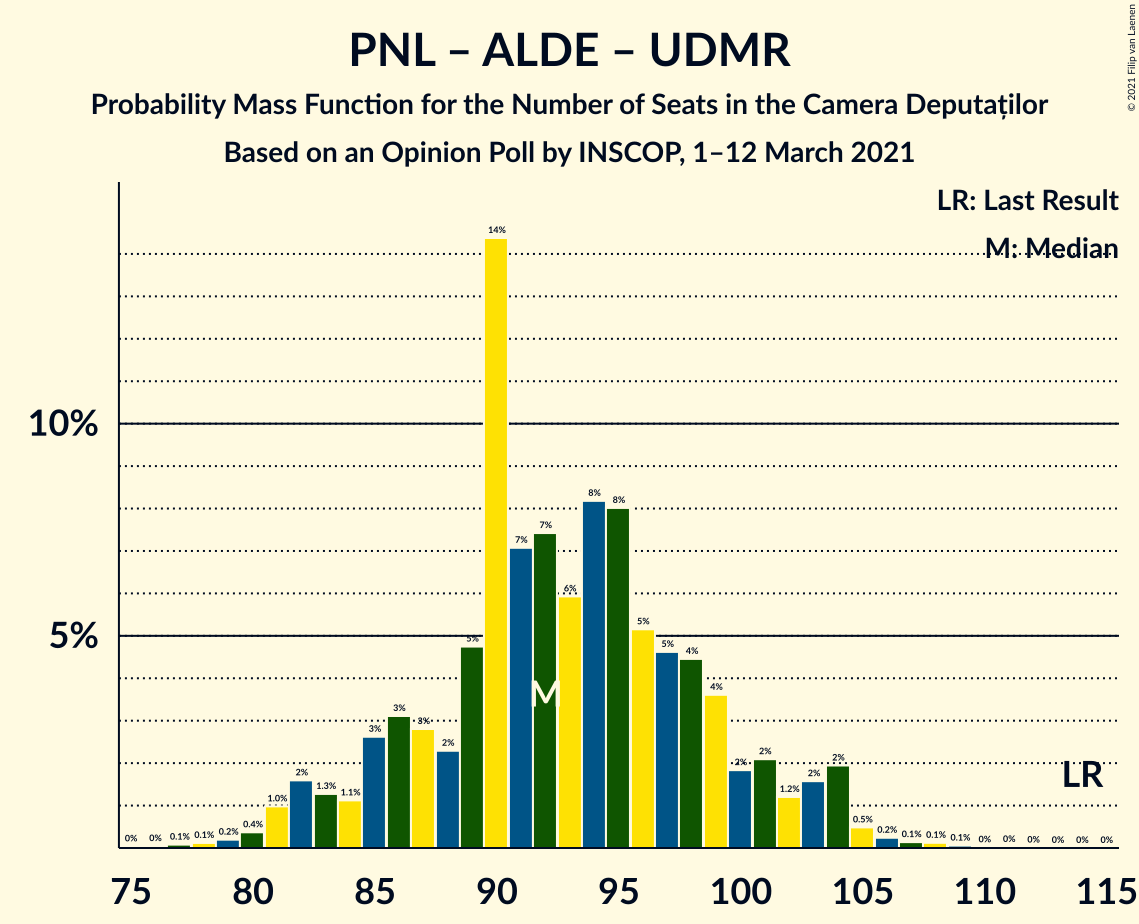 © 2021 Filip van Laenen
PNL – ALDE – UDMR
Probability Mass Function for the Number of Seats in the Camera Deputaților
Based on an Opinion Poll by INSCOP, 1–12 March 2021
LR: Last Result
M: Median
10%
5%
0% 0% 0.1% 0.1% 0.2% 0.4% 1.0% 2% 1.3% 1.1% 3% 3% 3% 2% 5% 14% 7% 7% 6% 8% 8% 5% 5% 4% 4% 2% 2% 1.2% 2% 2% 0.5% 0.2% 0.1% 0.1% 0.1% 0% 0% 0% 0% 0% 0%
M
LR
75 80 85 90 95 100 105 110 115